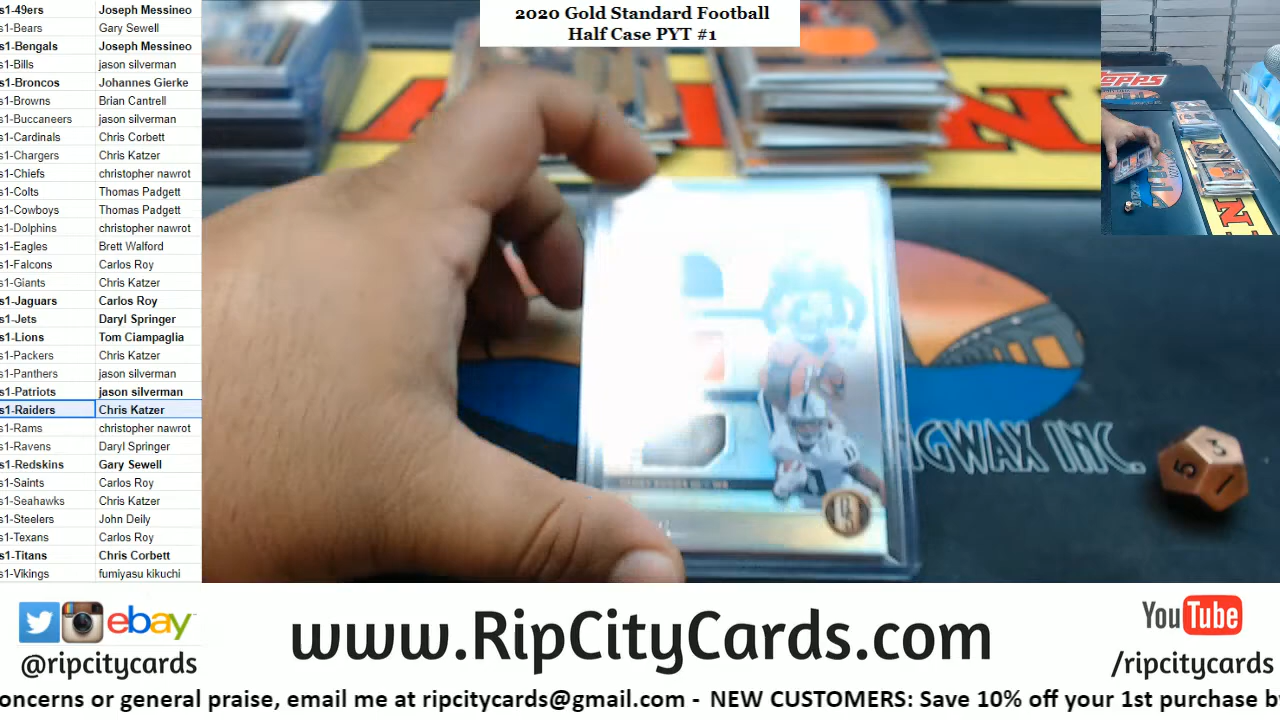 2020 Gold Standard Football
Half Case PYT #1
s1-49ers Joseph Messineo
s1-Bears Gary Sewell
s1-Bengals Joseph Messineo
s1-Bills jason silverman
s1-Broncos Johannes Gierke
s1-Browns Brian Cantrell
s1-Buccaneers jason silverman
s1-Cardinals Chris Corbett
s1-Chargers Chris Katzer
s1-Chiefs christopher nawrot
s1-Colts Thomas Padgett
s1-Cowboys Thomas Padgett
s1-Dolphins christopher nawrot
s1-Eagles Brett Walford
s1-Falcons Carlos Roy
s1-Giants Chris Katzer
s1-Jaguars Carlos Roy
s1-Jets Daryl Springer
s1-Lions Tom Ciampaglia
s1-Packers Chris Katzer
s1-Panthers jason silverman
s1-Patriots jason silverman
s1-Raiders Chris Katzer
s1-Rams christopher nawrot
s1-Ravens Daryl Springer
s1-Redskins Gary Sewell
s1-Saints Carlos Roy
s1-Seahawks Chris Katzer
s1-Steelers John Deily
s1-Texans Carlos Roy
s1-Titans Chris Corbett
s1-Vikings fumiyasu kikuchi
TOPPS
GWAX INC.
5 3 1
ebay
@ripcitycards
www.RipCityCards.com
YouTube
/ripcitycards
oncerns or general praise, email me at ripcitycards@gmail.com - NEW CUSTOMERS: Save 10% off your 1st purchase b